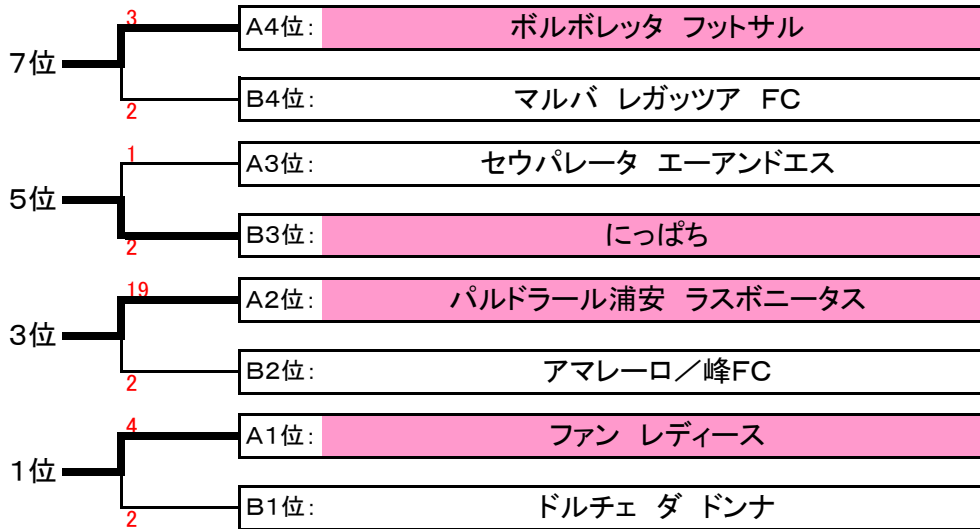 3
A4位: ボルボレッタ フットサル
7位
2
B4位: マルバ レガッツア FC
1
A3位: セウパレータ エーアンドエス
5位
2
B3位: にっぱち
19
A2位: パルドラール浦安 ラスボニータス
3位
2
B2位: アマレーロ／峰FC
4
A1位: ファン レディース
1位
2
B1位: ドルチェ ダ ドンナ